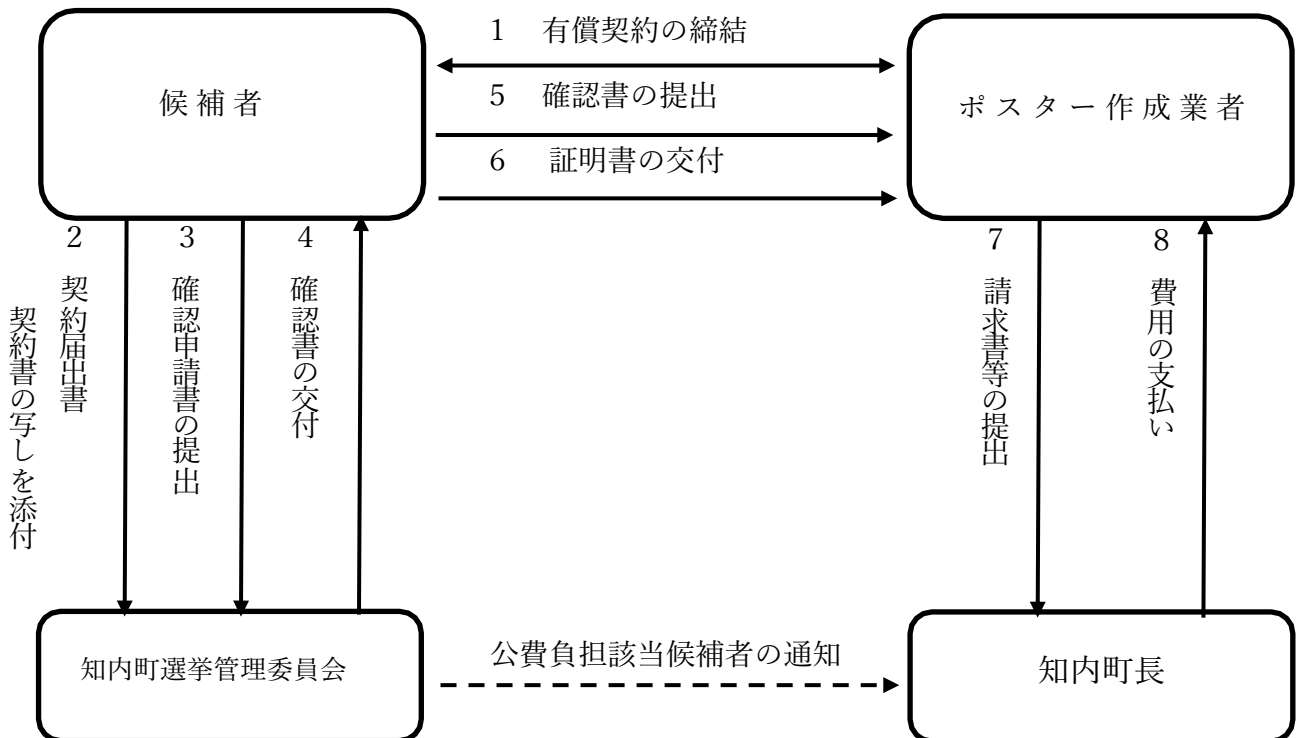 候補者
1 有償契約の締結
5 確認書の提出
6 証明書の交付
ポスター作成業者
2 契約届出書
契約書の写しを添付
3 確認申請書の提出
4 確認書の交付
7 請求書等の提出
8 費用の支払い
知内町選挙管理委員会
公費負担該当候補者の通知
知内町長